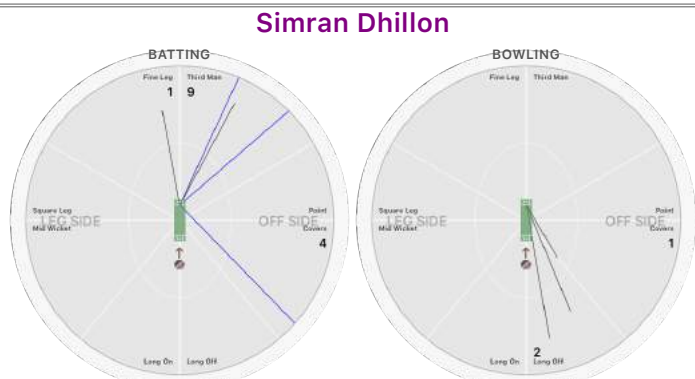 Simran Dhillon
BATTING
BOWLING
Fine Leg
Third Man
1
9
Square Leg
LEG SIDE
Mid Wicket
Point
OFF SIDE
Covers
4
Long On
Long Off
Fine Leg
Third Man
Square Leg
LEG SIDE
Mid Wicket
Point
OFF SIDE
Covers
1
2
Long On
Long Off